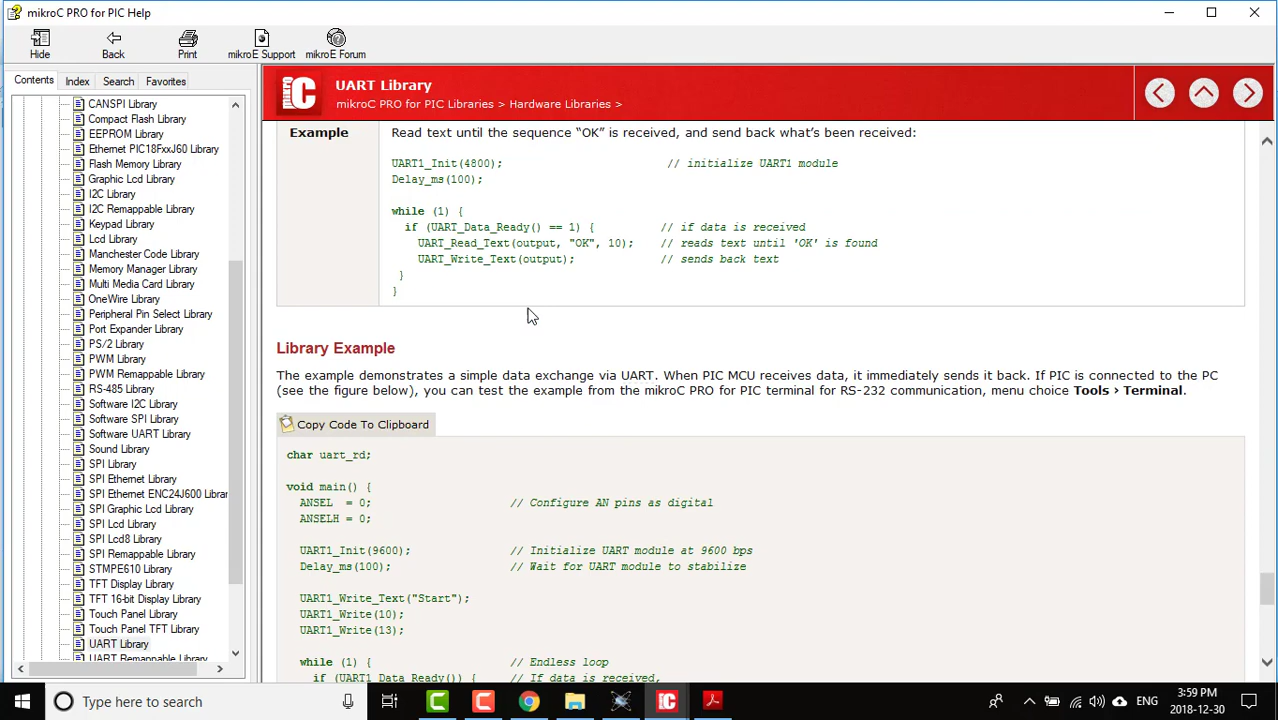 mikroC PRO for PIC Help
Hide
Back
Print
mikroE Support
mikroE Forum
Contents
Index
Search
Favorites
CANSPI Library
Compact Flash Library
EEPROM Library
Ethernet PIC18FxxJ60 Library
Flash Memory Library
Graphic Lcd Library
I2C Library
I2C Remappable Library
Keypad Library
Lcd Library
Manchester Code Library
Memory Manager Library
Multi Media Card Library
OneWire Library
Peripheral Pin Select Library
Port Expander Library
PS/2 Library
PWM Library
PWM Remappable Library
RS-485 Library
Software I2C Library
Software SPI Library
Software UART Library
Sound Library
SPI Library
SPI Ethernet Library
SPI Ethernet ENC24J600 Librar
SPI Graphic Lcd Library
SPI Lcd Library
SPI Lcd8 Library
SPI Remappable Library
STMPE610 Library
TFT Display Library
TFT 16-bit Display Library
Touch Panel Library
Touch Panel TFT Library
UART Library
UART Remappable Library
UART Library
mikroC PRO for PIC Libraries > Hardware Libraries >
Example
Read text until the sequence “OK” is received, and send back what’s been received:
UART1_Init(4800); // initialize UART1 module
Delay_ms(100);
while (1) {
if (UART_Data_Ready() == 1) { // if data is received
UART_Read_Text(output, "OK", 10); // reads text until 'OK' is found
UART_Write_Text(output); // sends back text
}
}
Library Example
The example demonstrates a simple data exchange via UART. When PIC MCU receives data, it immediately sends it back. If PIC is connected to the PC
(see the figure below), you can test the example from the mikroC PRO for PIC terminal for RS-232 communication, menu choice Tools › Terminal.
Copy Code To Clipboard
char uart_rd;
void main() {
ANSEL = 0; // Configure AN pins as digital
ANSELH = 0;
UART1_Init(9600); // Initialize UART module at 9600 bps
Delay_ms(100); // Wait for UART module to stabilize
UART1_Write_Text("Start");
UART1_Write(10);
UART1_Write(13);
while (1) { // Endless loop
if (UART1_Data_Ready()) { // If data is received,
Type here to search
ENG
3:59 PM
2018-12-30